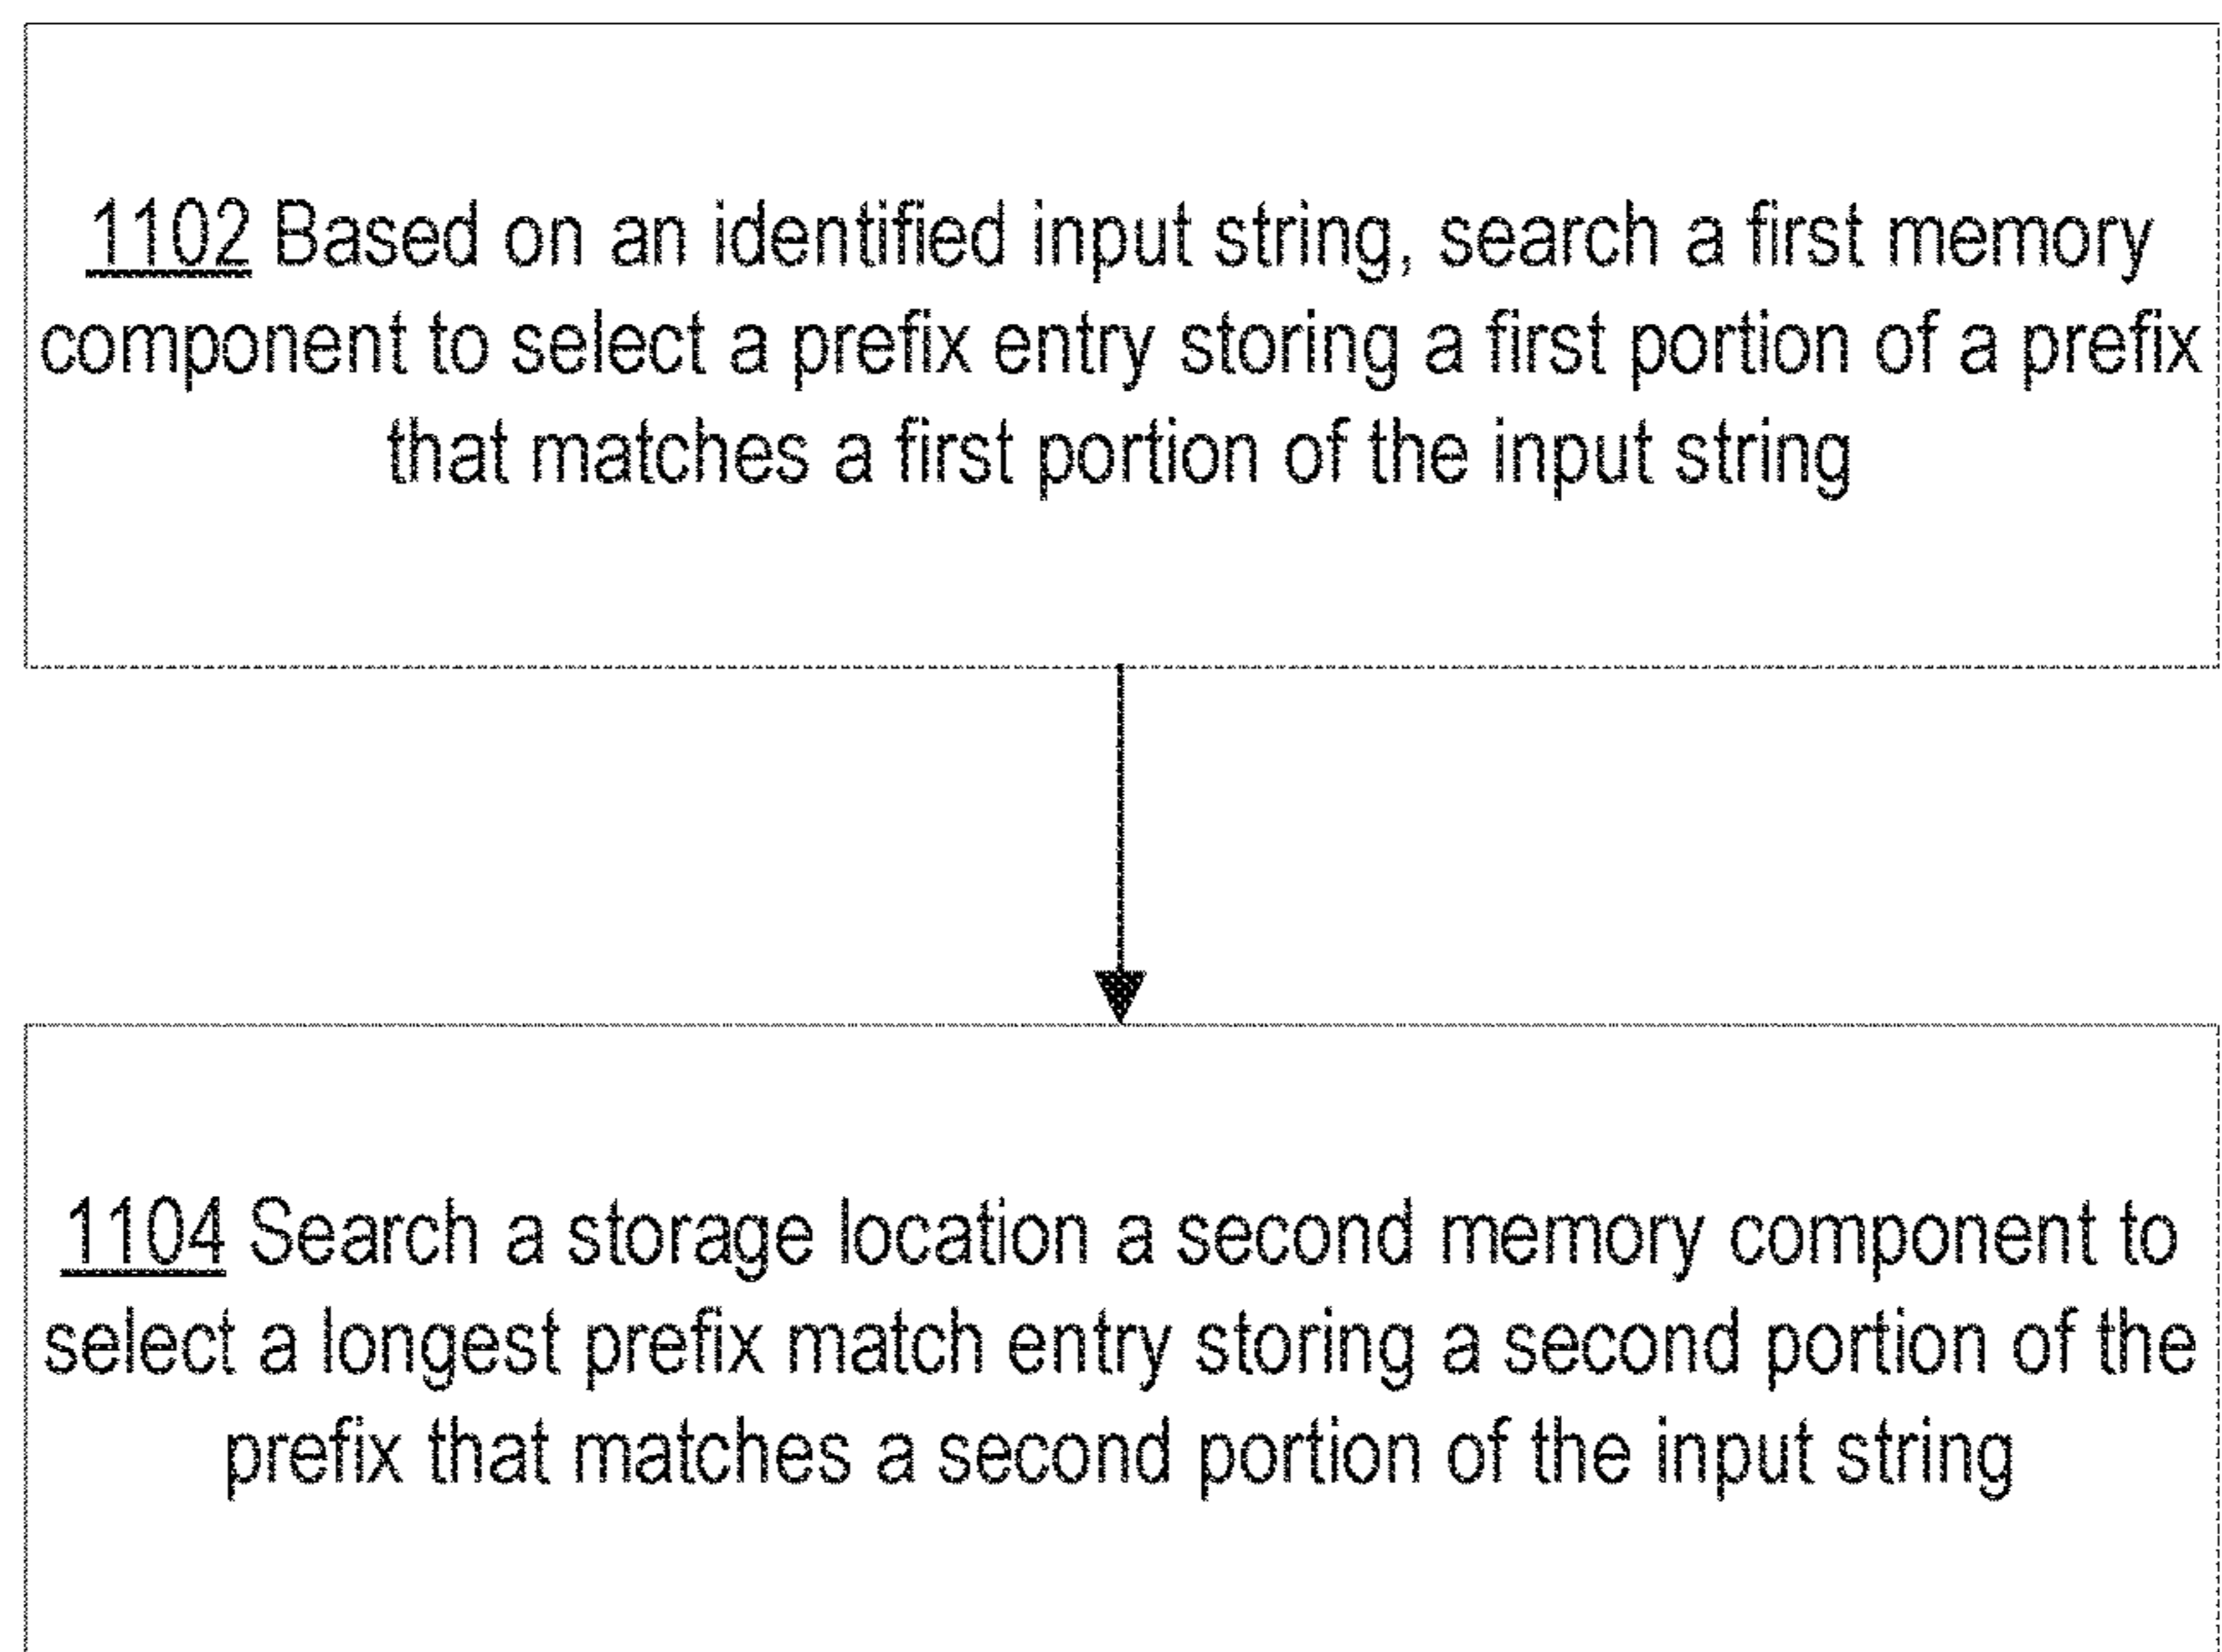 1102 Based on an identified input string, search a first memory
component to select a prefix entry storing a first portion of a prefix
that matches a first portion of the input string
1104 Search a storage location a second memory component to
select a longest prefix match entry storing a second portion of the
prefix that matches a second portion of the input string